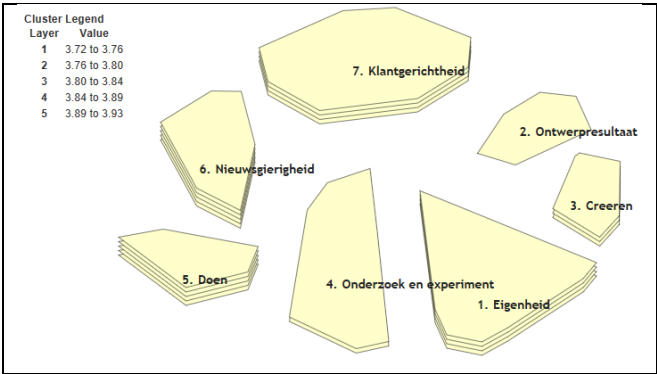 Cluster Legend
Layer Value
1 3.72 to 3.76
2 3.76 to 3.80
3 3.80 to 3.84
4 3.84 to 3.89
5 3.89 to 3.93
7. Klantgerichtheid
2. Ontwerpresultaat
6. Nieuwsgierigheid
3. Creeren
5. Doen
4. Onderzoek en experiment
1. Eigenheid